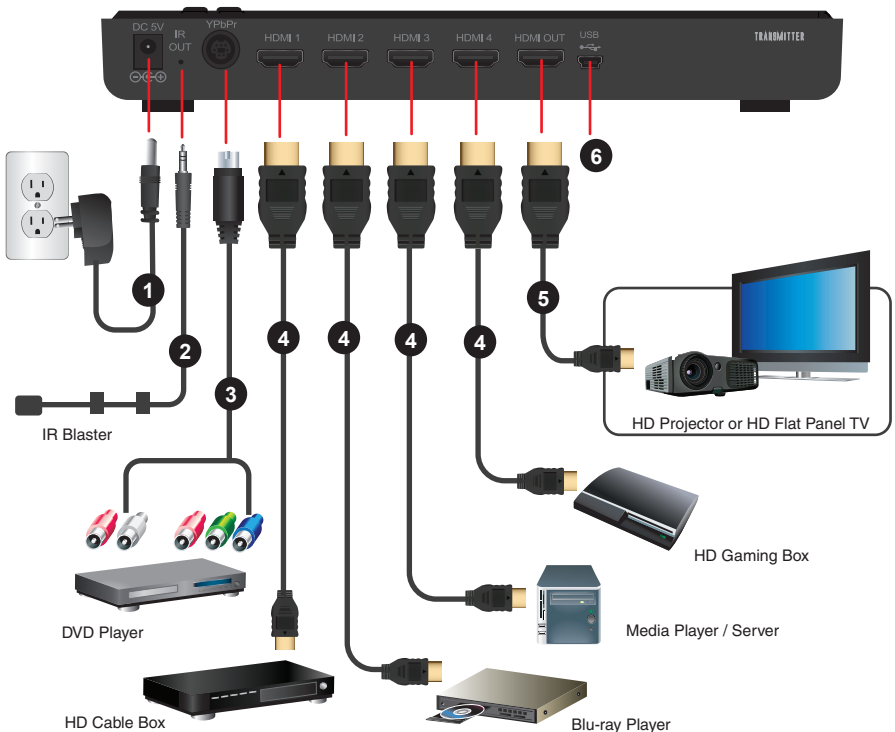 DC 5V
IR
OUT
YPbPr
HDMI 1
HDMI 2
HDMI 3
HDMI 4
HDMI OUT
USB
TRANSMITTER
6
1
5
2
4
4
4
4
3
IR Blaster
HD Projector or HD Flat Panel TV
HD Gaming Box
DVD Player
Media Player / Server
HD Cable Box
Blu-ray Player